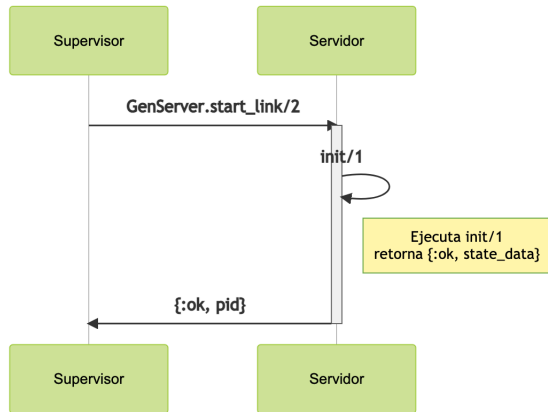 Supervisor
Servidor
GenServer.start_link/2
init/1
Ejecuta init/1
retorna {:ok, state_data}
{:ok, pid}
Supervisor
Servidor